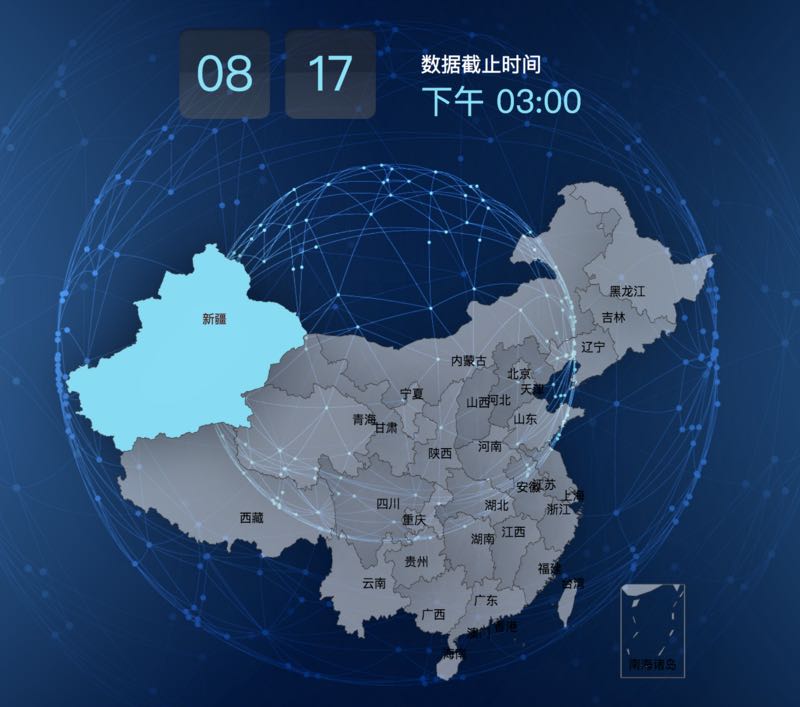 08 17
数据截止时间
下午 03:00
新疆
黑龙江
吉林
辽宁
内蒙古
北京
天津
宁夏
山西
河北
青海
甘肃
山东
陕西
河南
四川
安徽
江苏
上海
西藏
重庆
湖北
浙江
湖南
江西
贵州
福建
云南
台湾
广西
广东
澳门
香港
海南
南海诸岛